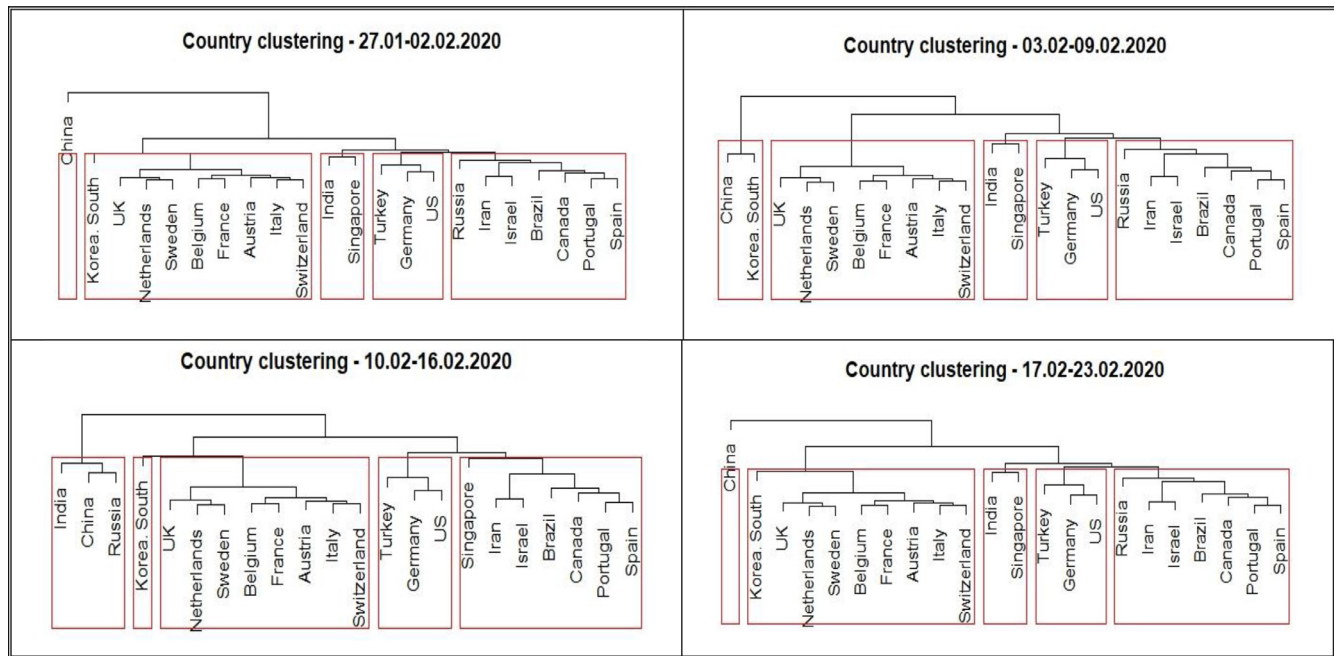 Country clustering - 27.01-02.02.2020
China
Korea. South
UK
Netherlands
Sweden
Belgium
France
Austria
Italy
Switzerland
India
Singapore
Turkey
Germany
US
Russia
Iran
Israel
Brazil
Canada
Portugal
Spain
Country clustering - 03.02-09.02.2020
China
Korea. South
UK
Netherlands
Sweden
Belgium
France
Austria
Italy
Switzerland
India
Singapore
Turkey
Germany
US
Russia
Iran
Israel
Brazil
Canada
Portugal
Spain
Country clustering - 10.02-16.02.2020
India
China
Russia
Korea. South
UK
Netherlands
Sweden
Belgium
France
Austria
Italy
Switzerland
Turkey
Germany
US
Singapore
Iran
Israel
Brazil
Canada
Portugal
Spain
Country clustering - 17.02-23.02.2020
China
Korea. South
UK
Netherlands
Sweden
Belgium
France
Austria
Italy
Switzerland
India
Singapore
Turkey
Germany
US
Russia
Iran
Israel
Brazil
Canada
Portugal
Spain